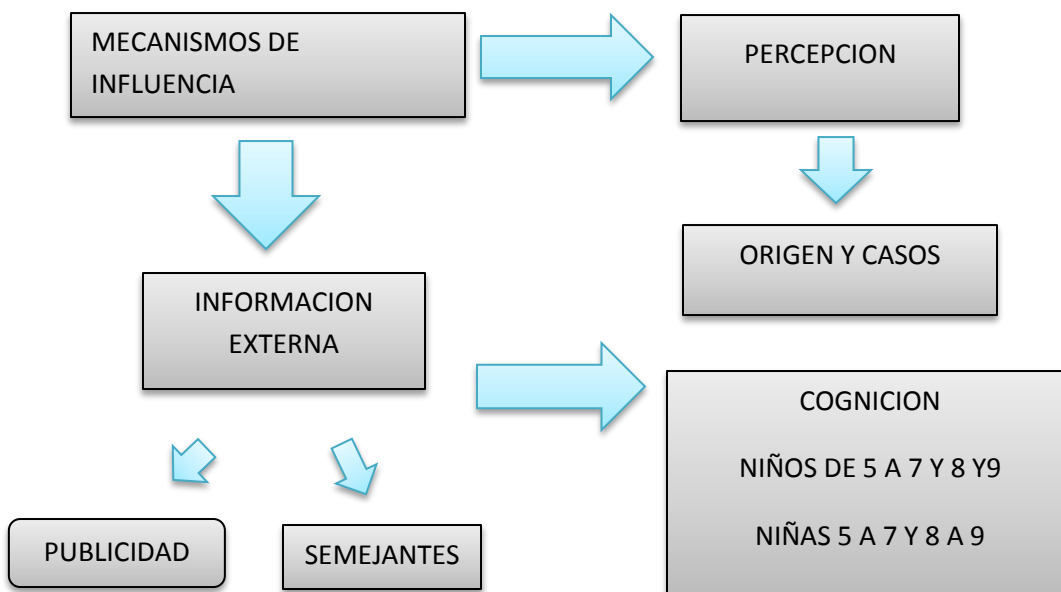 MECANISMOS DE
INFLUENCIA
PERCEPCION
ORIGEN Y CASOS
INFORMACION
EXTERNA
COGNICION
NIÑOS DE 5 A 7 Y 8 Y9
NIÑAS 5 A 7 Y 8 A 9
PUBLICIDAD
SEMEJANTES